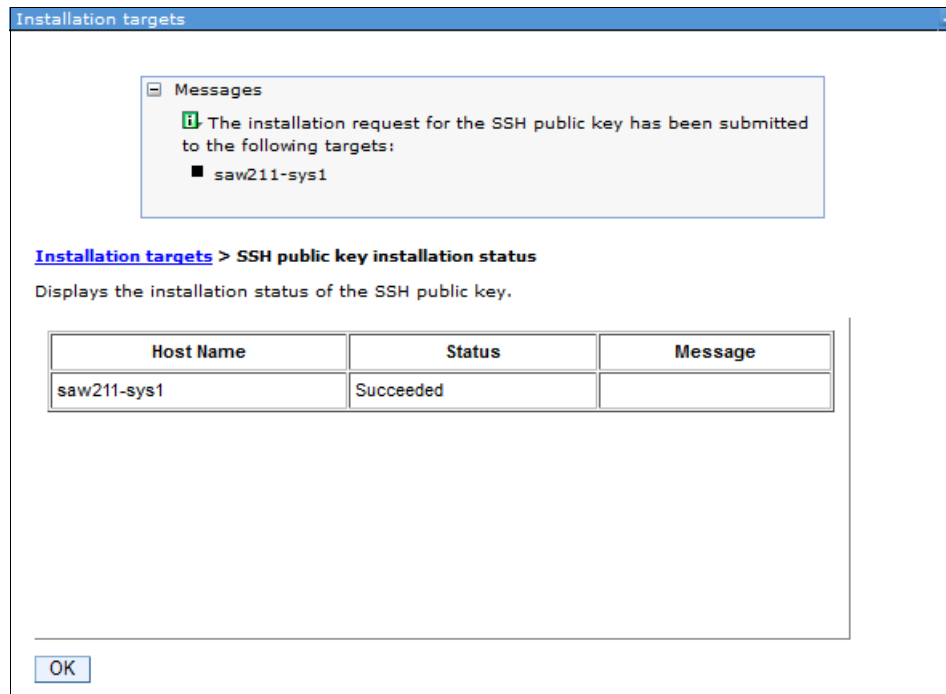 Installation targets
Messages
The installation request for the SSH public key has been submitted
to the following targets:
saw211-sys1
Installation targets > SSH public key installation status
Displays the installation status of the SSH public key.
Host Name Status Message
saw211-sys1 Succeeded
OK